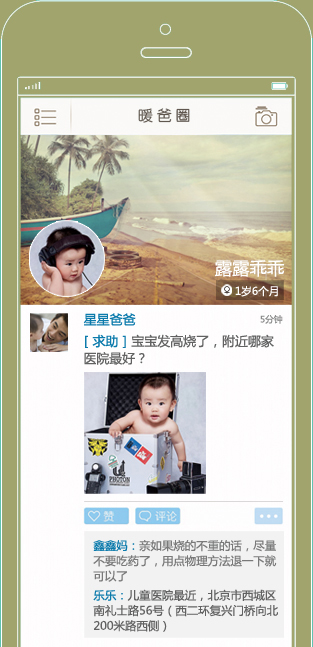 暖爸圈
露露乖乖
1岁6个月
星星爸爸
5分钟
[ 求助 ] 宝宝发高烧了，附近哪家
医院最好？
PHOTON
赞
评论
鑫鑫妈：亲如果烧的不重的话，尽量
不要吃药了，用点物理方法退一下就
可以了
乐乐：儿童医院最近，北京市西城区
南礼士路56号（西二环复兴门桥向北
200米路西侧）